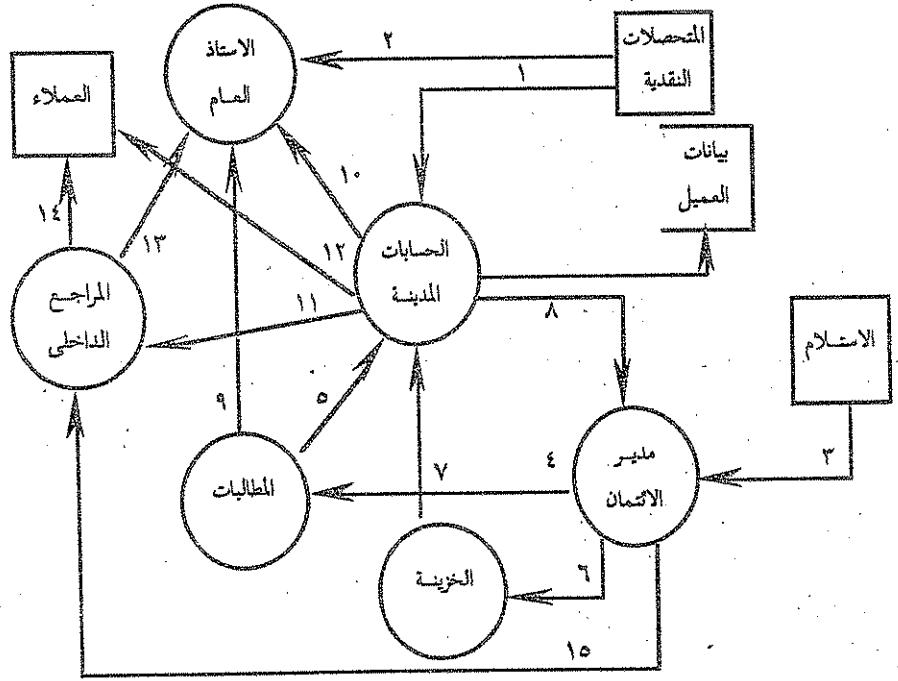 الاستاذ
العام
٢
المتحصلات
النقدية
العملاء
١
بيانات
العميل
١٠
١٤
١٣
١٢
الحسابات
المدينة
المراجع
الداخلى
١١
٨
الاستلام
٩
٥
٧
٤
مدير
الائتمان
٣
المطالبات
الخزينة
٦
١٥